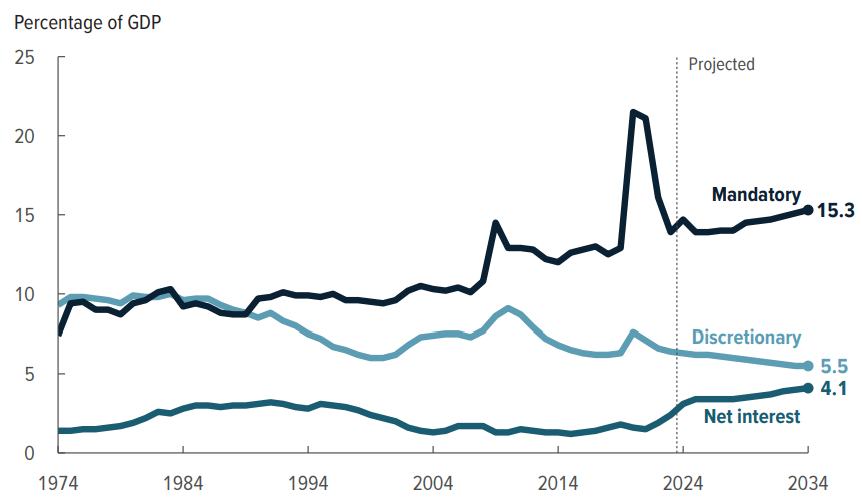 Percentage of GDP
25
Projected
20
Mandatory
15
15.3
10
Discretionary
5.5
5
4.1
Net interest
0
1974 1984 1994 2004 2014 2024 2034